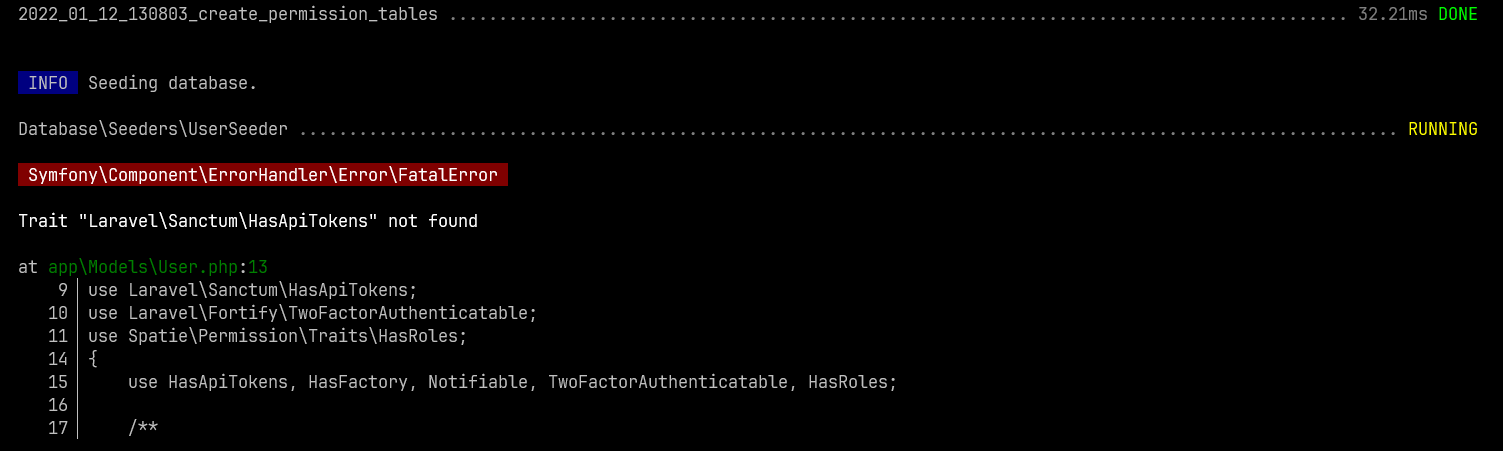 2022_01_12_130803_create_permission_tables .......................................................................................... 32.21ms DONE
INFO Seeding database.
Database\Seeders\UserSeeder .............................................................................................................. RUNNING
Symfony\Component\ErrorHandler\Error\FatalError
Trait "Laravel\Sanctum\HasApiTokens" not found
at app\Models\User.php:13
9 use Laravel\Sanctum\HasApiTokens;
10 use Laravel\Fortify\TwoFactorAuthenticatable;
11 use Spatie\Permission\Traits\HasRoles;
14 {
15 use HasApiTokens, HasFactory, Notifiable, TwoFactorAuthenticatable, HasRoles;
16
17 /**